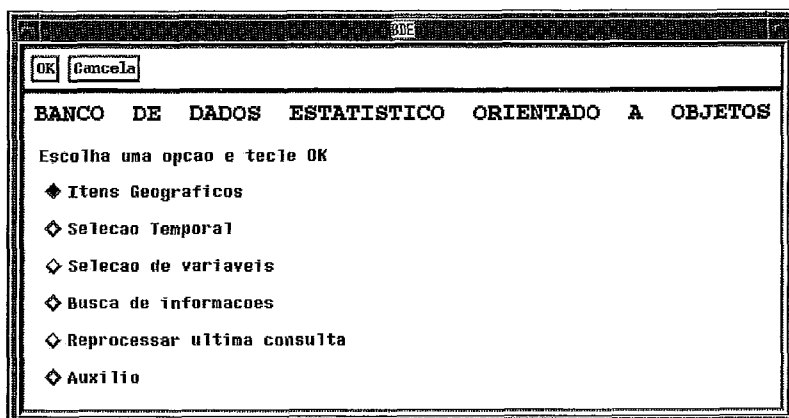 BDE
OK Cancela
BANCO DE DADOS ESTATISTICO ORIENTADO A OBJETOS
Escolha uma opcao e tecle OK
Itens Geograficos
Selecao Temporal
Selecao de variaveis
Busca de informacoes
Reprocessar ultima consulta
Auxilio